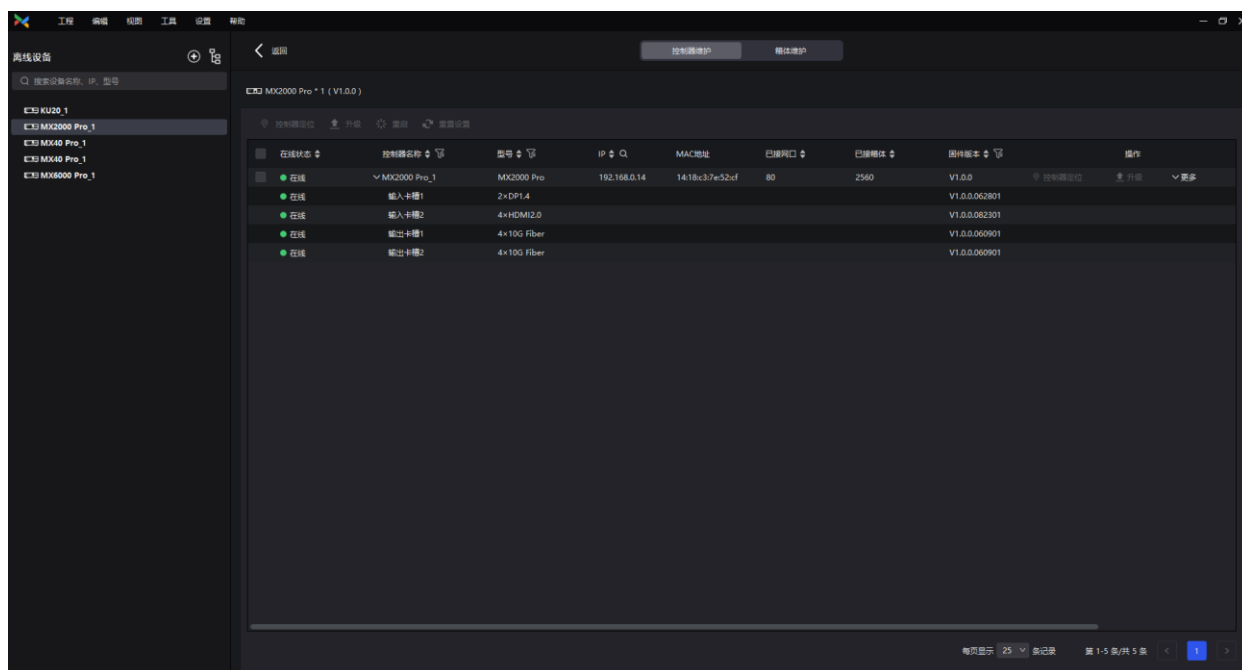 工程 编辑 视图 工具 设置 帮助
离线设备
搜索设备名称、IP、型号
KU20_1
MX2000 Pro_1
MX40 Pro_1
MX40 Pro_1
MX6000 Pro_1
返回 控制器维护 箱体维护
MX2000 Pro * 1 ( V1.0.0 )
控制器定位 升级 重启 重置设置
在线状态 控制器名称 型号 IP MAC地址 已接网口 已接箱体 固件版本 操作
在线 MX2000 Pro_1 MX2000 Pro 192.168.0.14 14:18:c3:7e:52:cf 80 2560 V1.0.0 控制器定位 升级 更多
在线 输入卡槽1 2×DP1.4 V1.0.0.062801
在线 输入卡槽2 4×HDMI2.0 V1.0.0.082301
在线 输出卡槽1 4×10G Fiber V1.0.0.060901
在线 输出卡槽2 4×10G Fiber V1.0.0.060901
每页显示 25 条记录 第 1-5 条/共 5 条 1